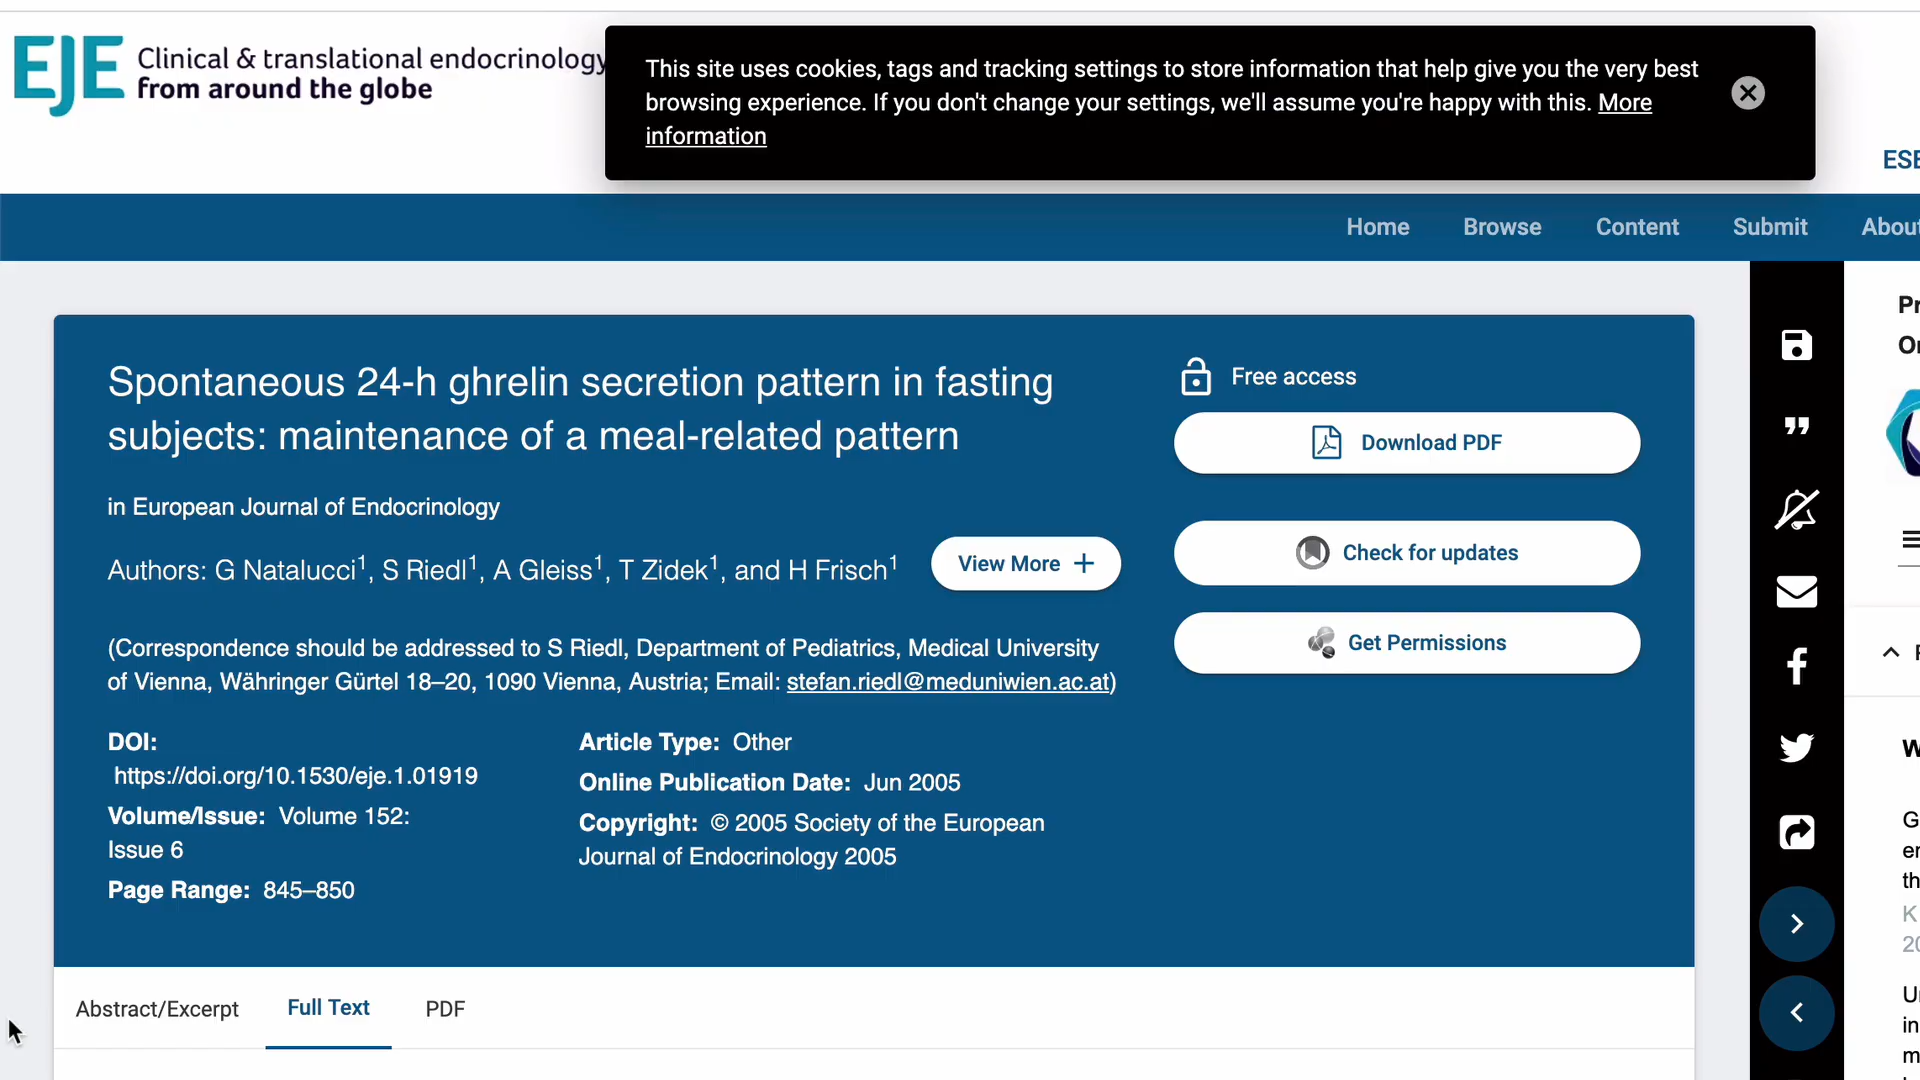 EJE
Clinical & translational endocrinology
from around the globe
This site uses cookies, tags and tracking settings to store information that help give you the very best
browsing experience. If you don't change your settings, we'll assume you're happy with this. More
information
Home
Browse
Content
Submit
Spontaneous 24-h ghrelin secretion pattern in fasting
subjects: maintenance of a meal-related pattern
in European Journal of Endocrinology
Authors: G Natalucci1, S Riedl1, A Gleiss1, T Zidek1, and H Frisch1
View More +
(Correspondence should be addressed to S Riedl, Department of Pediatrics, Medical University
of Vienna, Währinger Gürtel 18–20, 1090 Vienna, Austria; Email: stefan.riedl@meduniwien.ac.at)
DOI:
https://doi.org/10.1530/eje.1.01919
Volume/Issue: Volume 152:
Issue 6
Page Range: 845–850
Article Type: Other
Online Publication Date: Jun 2005
Copyright: © 2005 Society of the European
Journal of Endocrinology 2005
Free access
Download PDF
Check for updates
Get Permissions
Abstract/Excerpt
Full Text
PDF